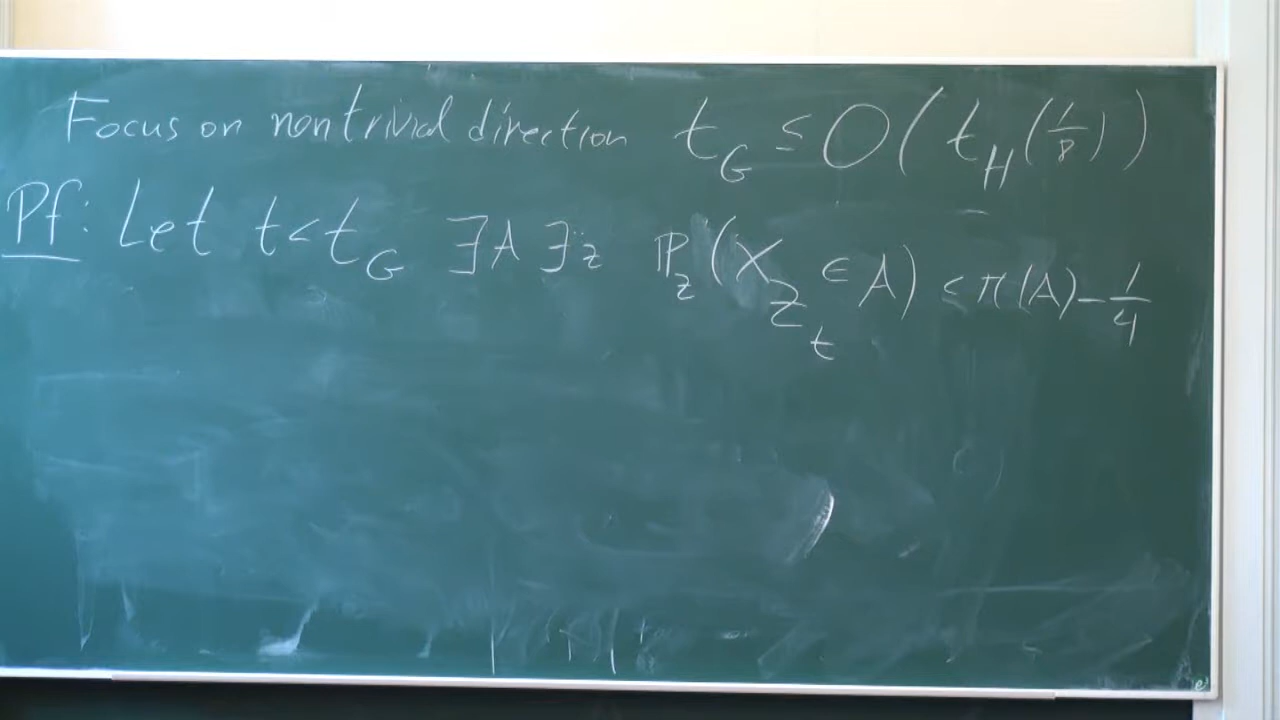 Focus on nontrivial direction t_G ≤ O(t_H(1/8))
Pf: Let t < t_G ∃A ∃z ℙ_z(X_{Z_t} ∈ A) < π(A) - 1/4